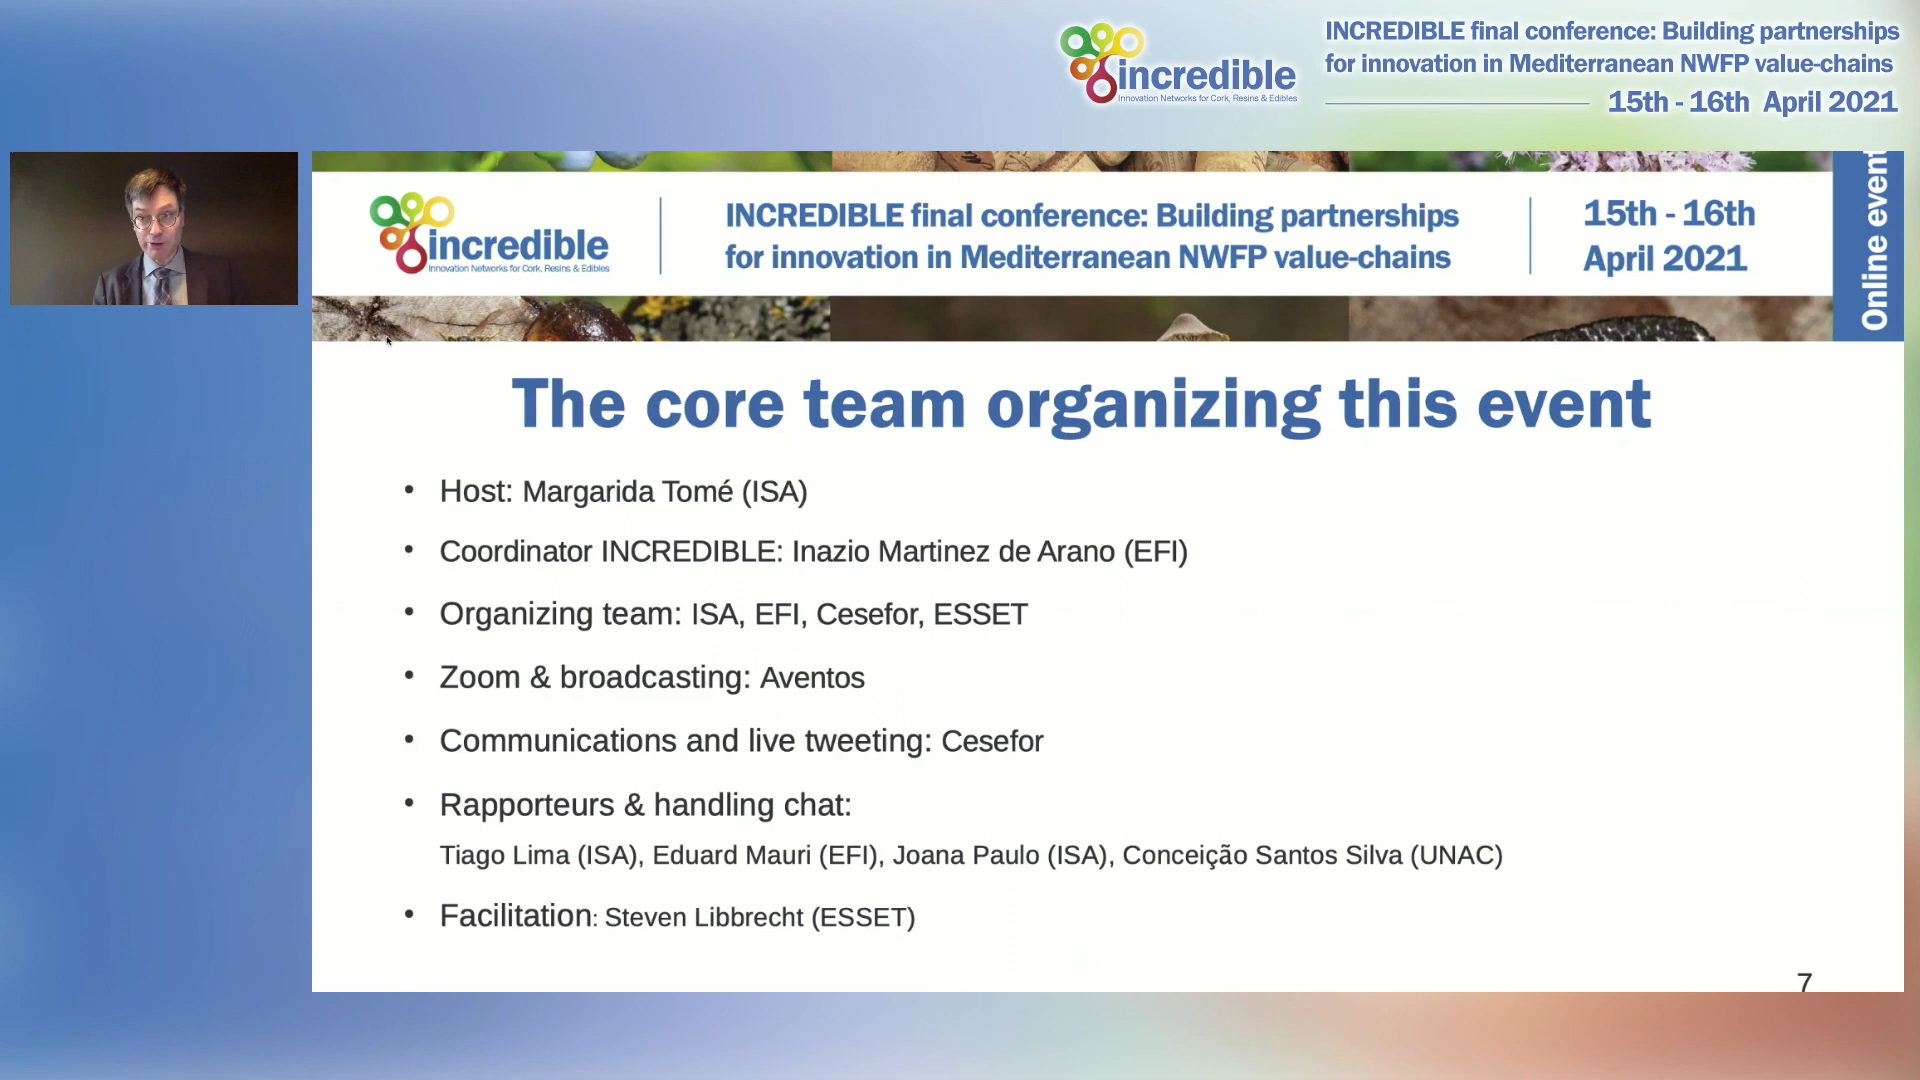 incredible
Innovation Networks for Cork, Resins & Edibles
INCREDIBLE final conference: Building partnerships
for innovation in Mediterranean NWFP value-chains
15th - 16th April 2021
incredible
Innovation Networks for Cork, Resins & Edibles
INCREDIBLE final conference: Building partnerships
for innovation in Mediterranean NWFP value-chains
15th - 16th
April 2021
Online event
The core team organizing this event
• Host: Margarida Tomé (ISA)
• Coordinator INCREDIBLE: Inazio Martinez de Arano (EFI)
• Organizing team: ISA, EFI, Cesefor, ESSET
• Zoom & broadcasting: Aventos
• Communications and live tweeting: Cesefor
• Rapporteurs & handling chat:
Tiago Lima (ISA), Eduard Mauri (EFI), Joana Paulo (ISA), Conceição Santos Silva (UNAC)
• Facilitation: Steven Libbrecht (ESSET)
7